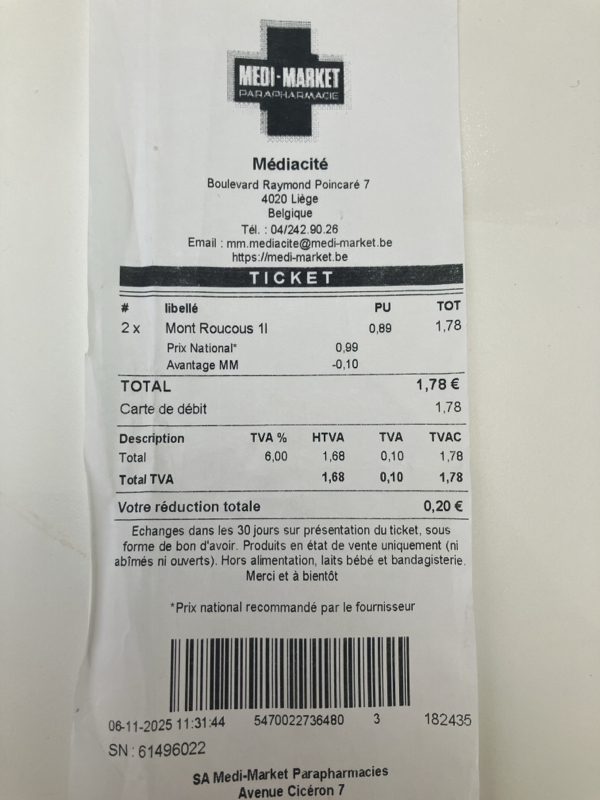 MEDI-MARKET
PARAPHARMACIE
Médiacité
Boulevard Raymond Poincaré 7
4020 Liège
Belgique
Tél. : 04/242.90.26
Email : mm.mediacite@medi-market.be
https://medi-market.be
TICKET
# libellé PU TOT
2 x Mont Roucous 1l 0,89 1,78
Prix National* 0,99
Avantage MM -0,10
TOTAL 1,78 €
Carte de débit 1,78
Description TVA % HTVA TVA TVAC
Total 6,00 1,68 0,10 1,78
Total TVA 1,68 0,10 1,78
Votre réduction totale 0,20 €
Echanges dans les 30 jours sur présentation du ticket, sous
forme de bon d'avoir. Produits en état de vente uniquement (ni
abîmés ni ouverts). Hors alimentation, laits bébé et bandagisterie.
Merci et à bientôt
*Prix national recommandé par le fournisseur
06-11-2025 11:31:44 5470022736480 3 182435
SN : 61496022
SA Medi-Market Parapharmacies
Avenue Cicéron 7